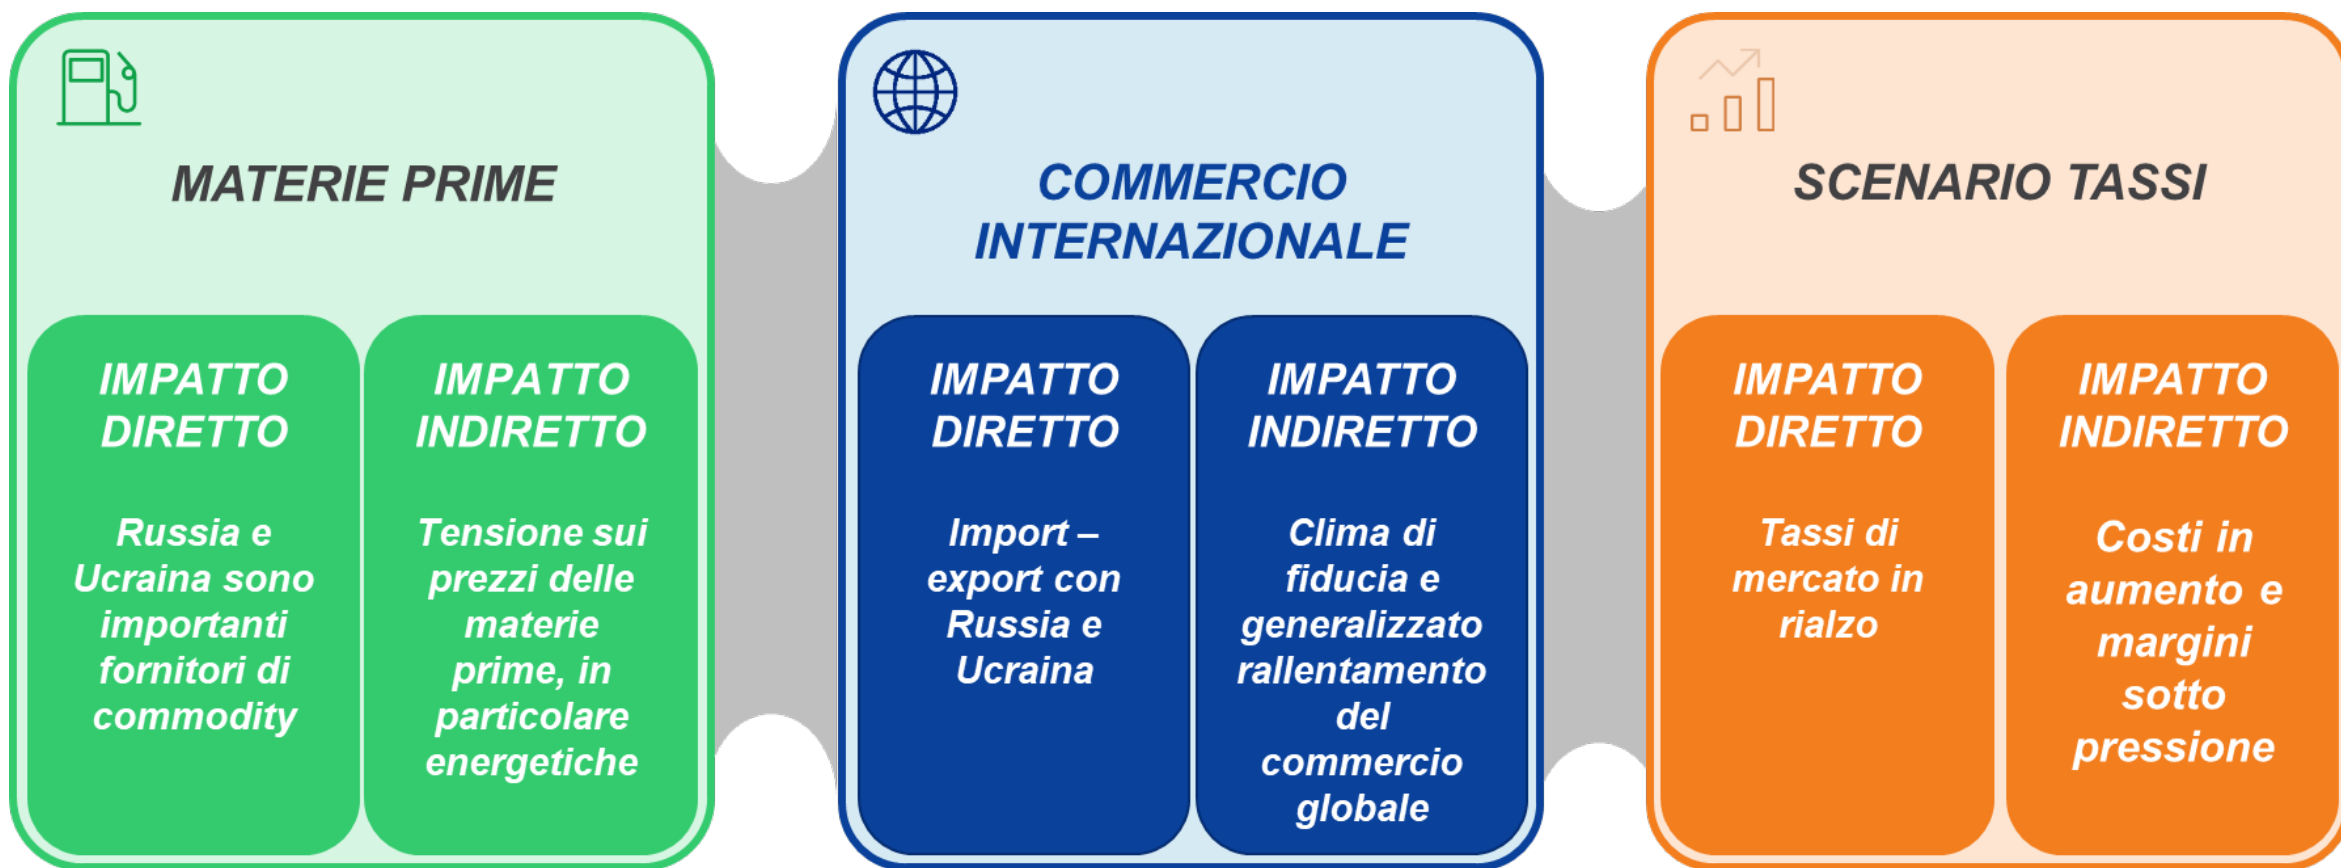 MATERIE PRIME
IMPATTO
DIRETTO
Russia e
Ucraina sono
importanti
fornitori di
commodity
IMPATTO
INDIRETTO
Tensione sui
prezzi delle
materie
prime, in
particolare
energetiche
COMMERCIO
INTERNAZIONALE
IMPATTO
DIRETTO
Import –
export con
Russia e
Ucraina
IMPATTO
INDIRETTO
Clima di
fiducia e
generalizzato
rallentamento
del
commercio
globale
SCENARIO TASSI
IMPATTO
DIRETTO
Tassi di
mercato in
rialzo
IMPATTO
INDIRETTO
Costi in
aumento e
margini
sotto
pressione